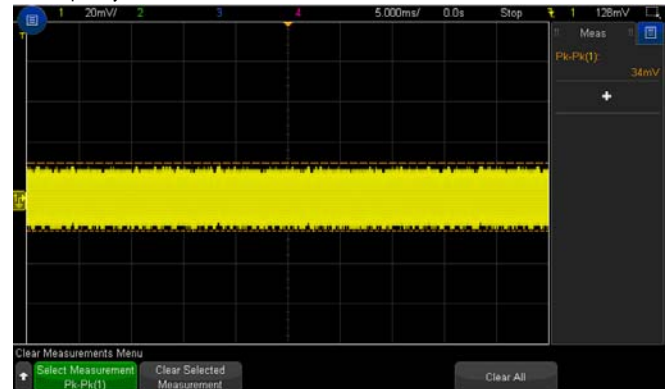 1 20mV/ 2 3 4 5.000ms/ 0.0s Stop 1 128mV
Meas
Pk-Pk(1):
34mV
Clear Measurements Menu
Select Measurement Clear Selected Clear All
Pk-Pk(1) Measurement